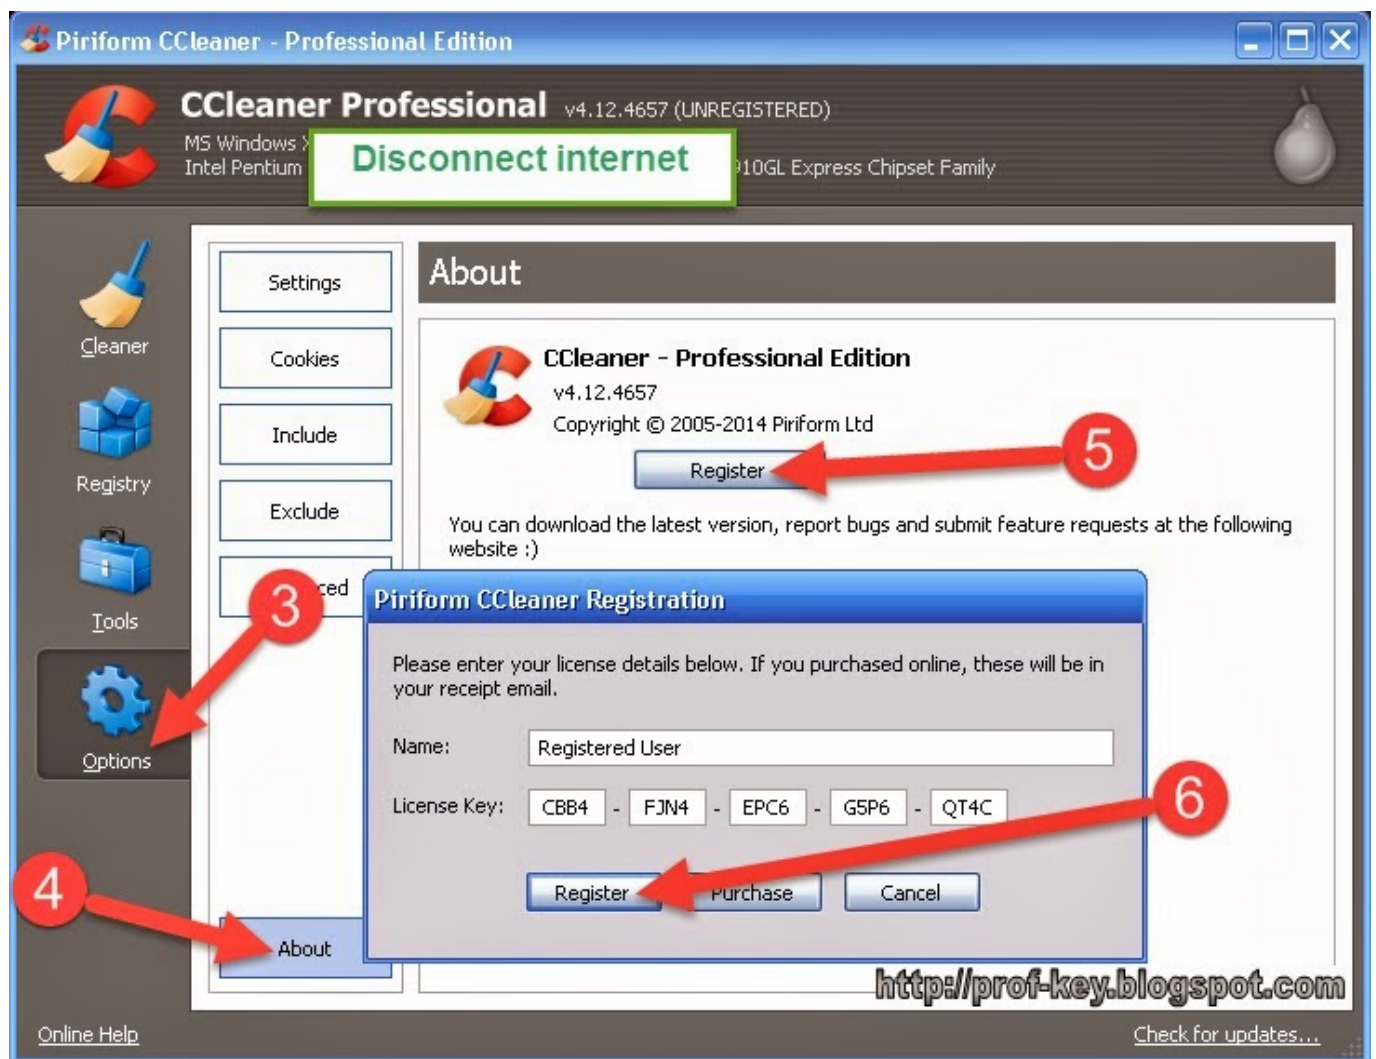 Piriform CCleaner - Professional Edition
CCleaner Professional v4.12.4657 (UNREGISTERED)
MS Windows
Intel Pentium
Disconnect internet
910GL Express Chipset Family
Cleaner
Registry
Tools
Options
Settings
Cookies
Include
Exclude
ced
About
About
CCleaner - Professional Edition
v4.12.4657
Copyright © 2005-2014 Piriform Ltd
Register
5
You can download the latest version, report bugs and submit feature requests at the following
website :)
3
4
Piriform CCleaner Registration
Please enter your license details below. If you purchased online, these will be in
your receipt email.
Name: Registered User
License Key: CBB4 - FJN4 - EPC6 - G5P6 - QT4C
6
Register Purchase Cancel
http://prof-key.blogspot.com
Online Help
Check for updates...